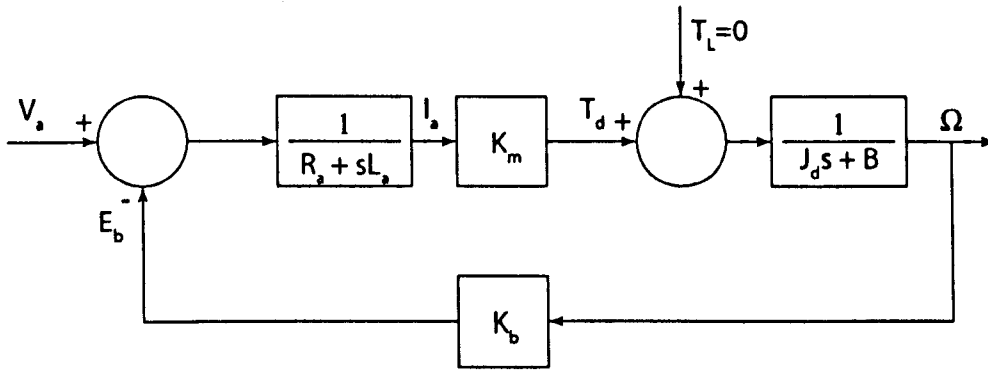 T_L=0
V_a
+
1
R_a + sL_a
I_a
K_m
T_d
+
+
1
J_d s + B
Ω
-
E_b
K_b